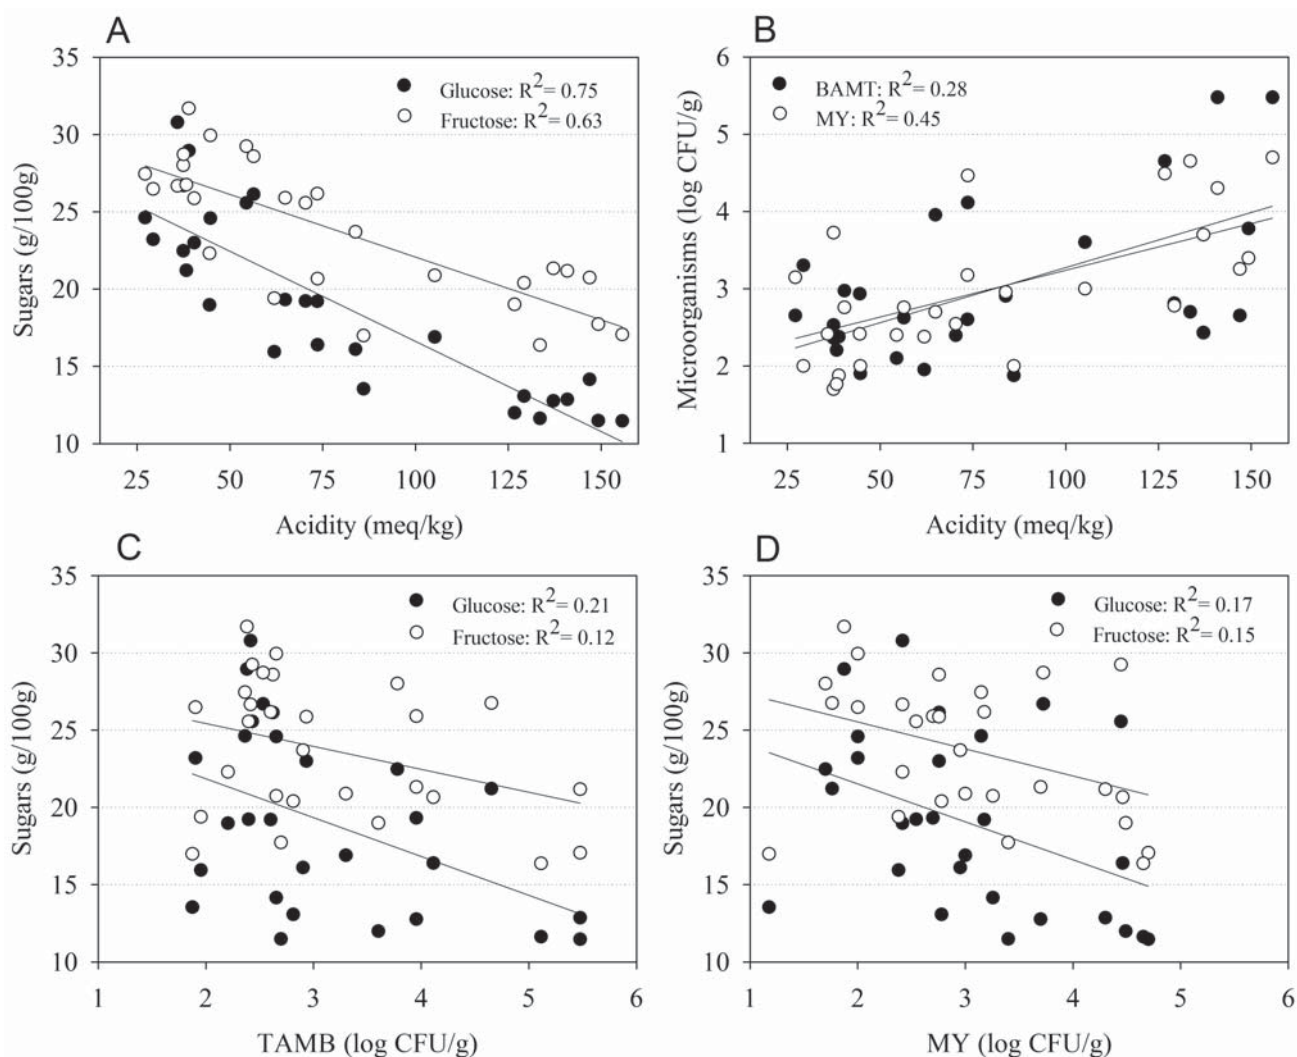 A
35
30
25
20
15
10
Sugars (g/100g)
Glucose: R2= 0.75
Fructose: R2= 0.63
25 50 75 100 125 150
Acidity (meq/kg)
B
6
5
4
3
2
1
Microorganisms (log CFU/g)
BAMT: R2= 0.28
MY: R2= 0.45
25 50 75 100 125 150
Acidity (meq/kg)
C
35
30
25
20
15
10
Sugars (g/100g)
Glucose: R2= 0.21
Fructose: R2= 0.12
1 2 3 4 5 6
TAMB (log CFU/g)
D
35
30
25
20
15
10
Sugars (g/100g)
Glucose: R2= 0.17
Fructose: R2= 0.15
1 2 3 4 5 6
MY (log CFU/g)